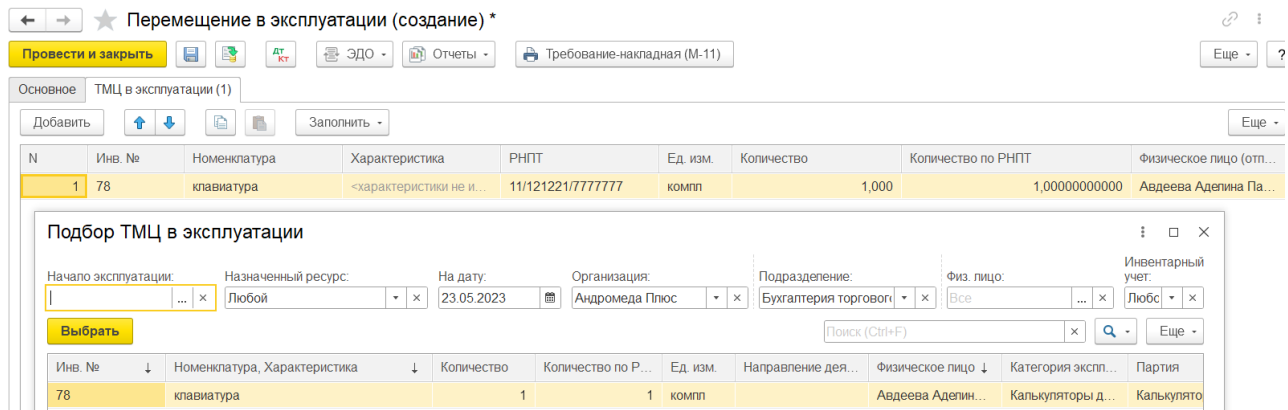 Перемещение в эксплуатации (создание) *
Провести и закрыть ДТ КТ ЭДО Отчеты Требование-накладная (М-11) Еще ?
Основное ТМЦ в эксплуатации (1)
Добавить Заполнить Еще
N Инв. № Номенклатура Характеристика РНПТ Ед. изм. Количество Количество по РНПТ Физическое лицо (отп...
1 78 клавиатура <характеристики не и... 11/121221/7777777 компл 1,000 1,00000000000 Авдеева Аделина Па...
Подбор ТМЦ в эксплуатации
Начало эксплуатации: Назначенный ресурс: На дату: Организация: Подразделение: Физ. лицо: Инвентарный учет:
... Любой 23.05.2023 Андромеда Плюс Бухгалтерия торгового Все ... Любо
Выбрать Поиск (Ctrl+F) Еще
Инв. № ↓ Номенклатура, Характеристика ↓ Количество Количество по Р... Ед. изм. Направление дея... Физическое лицо ↓ Категория экспл... Партия
78 клавиатура 1 1 компл Авдеева Аделин... Калькуляторы д... Калькулято